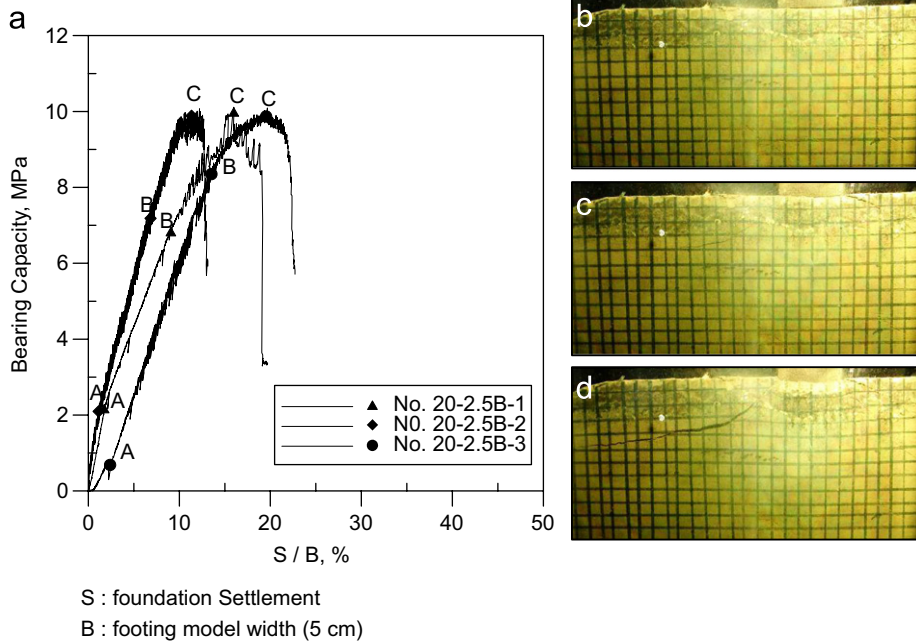 a
12
10
8
6
4
2
0
Bearing Capacity, MPa
C
C
C
B
B
B
A
A
A
No. 20-2.5B-1
N0. 20-2.5B-2
No. 20-2.5B-3
0
10
20
30
40
50
S / B, %
S : foundation Settlement
B : footing model width (5 cm)
b
c
d